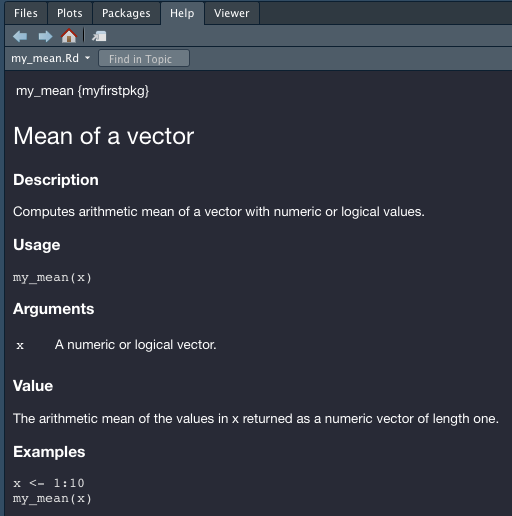 Files Plots Packages Help Viewer
my_mean.Rd Find in Topic
my_mean {myfirstpkg}
Mean of a vector
Description
Computes arithmetic mean of a vector with numeric or logical values.
Usage
my_mean(x)
Arguments
x A numeric or logical vector.
Value
The arithmetic mean of the values in x returned as a numeric vector of length one.
Examples
x <- 1:10
my_mean(x)